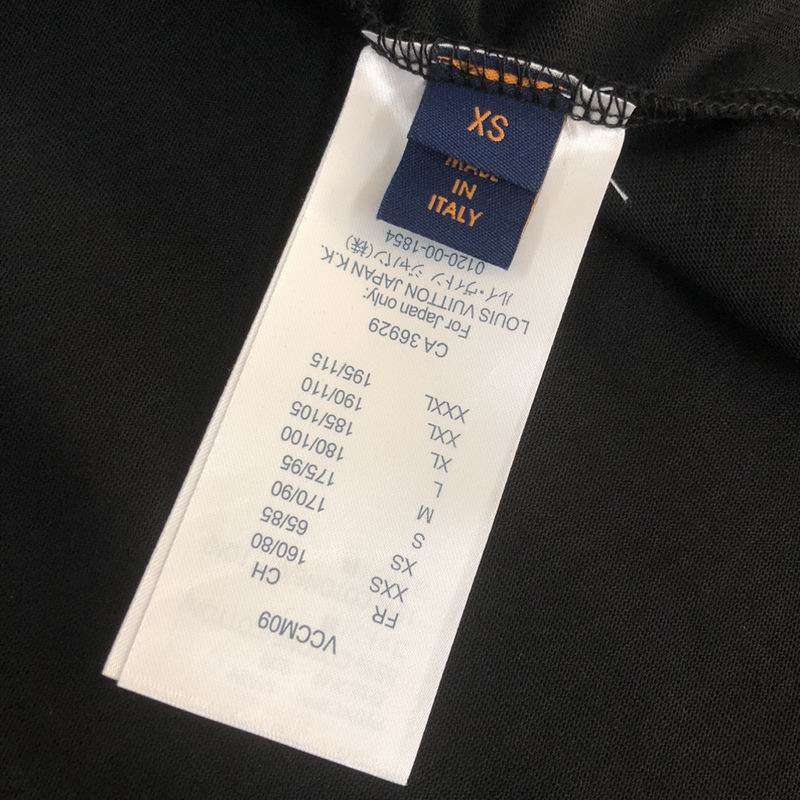 XS
MADE
IN
ITALY
VCCM09
FR CH
XXS 160/80
XS 65/85
S 170/90
M 175/95
L 180/100
XL 185/105
XXL 190/110
XXXL 195/115
CA 36929
For Japan only:
LOUIS VUITTON JAPAN K.K.
ルイ・ヴィトン ジャパン(株)
0120-00-1854